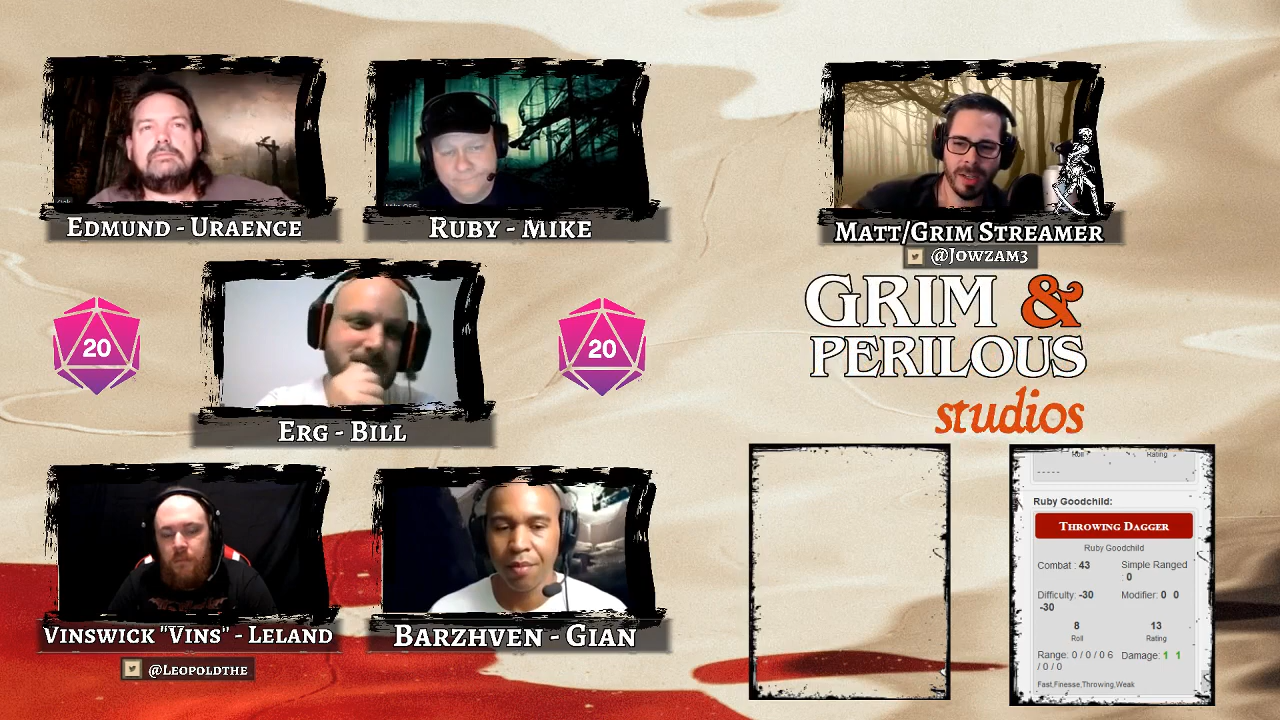 Edmund - Uraence
Ruby - Mike
Matt/Grim Streamer
@Jowzam3
GRIM &
PERILOUS
studios
20
20
Erg - Bill
Vinswick "Vins" - Leland
@Leopoldthe
Barzhven - Gian
Roll Rating
-----
Ruby Goodchild:
Throwing Dagger
Ruby Goodchild
Combat : 43 Simple Ranged
: 0
Difficulty: -30 Modifier: 0 0
-30
8 13
Roll Rating
Range: 0 / 0 / 0 6 Damage: 1 1
/ 0 / 0
Fast,Finesse,Throwing,Weak